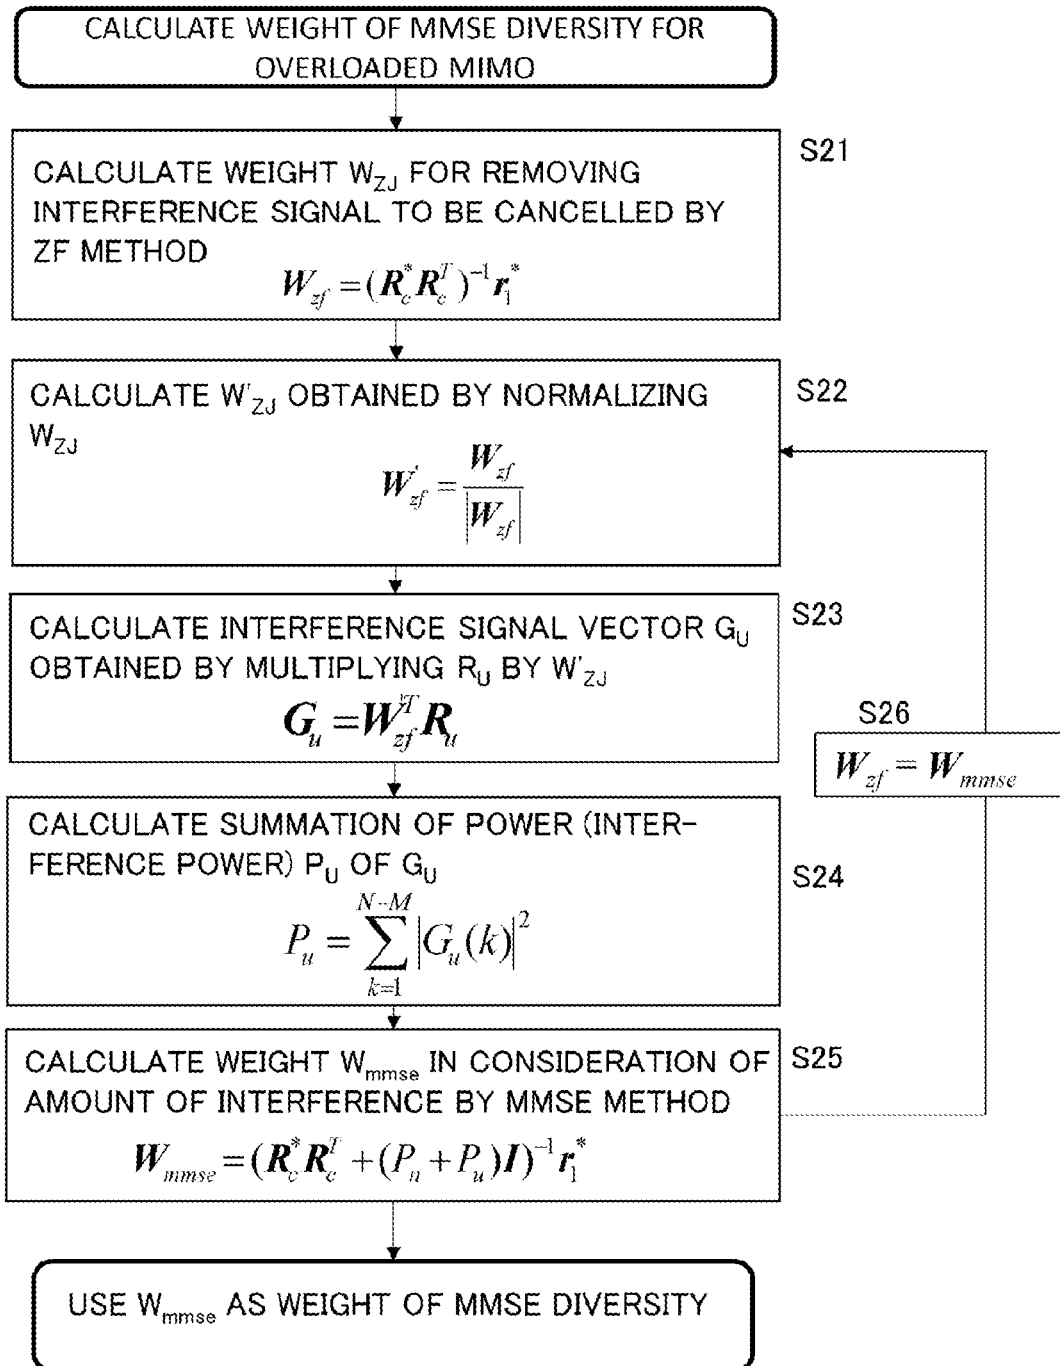 CALCULATE WEIGHT OF MMSE DIVERSITY FOR
OVERLOADED MIMO
S21
CALCULATE WEIGHT W_ZJ FOR REMOVING
INTERFERENCE SIGNAL TO BE CANCELLED BY
ZF METHOD
W_zf = (R_c^* R_c^T)^-1 r_1^*
S22
CALCULATE W'_ZJ OBTAINED BY NORMALIZING
W_ZJ
W'_zf = W_zf / |W_zf|
S23
CALCULATE INTERFERENCE SIGNAL VECTOR G_U
OBTAINED BY MULTIPLYING R_U BY W'_ZJ
G_u = W'_zf^T R_u
S26
W_zf = W_mmse
CALCULATE SUMMATION OF POWER (INTER-
FERENCE POWER) P_U OF G_U
S24
P_u = ∑_{k=1}^{N-M} |G_u(k)|^2
S25
CALCULATE WEIGHT W_mmse IN CONSIDERATION OF
AMOUNT OF INTERFERENCE BY MMSE METHOD
W_mmse = (R_c^* R_c^T + (P_n + P_u)I)^-1 r_1^*
USE W_mmse AS WEIGHT OF MMSE DIVERSITY